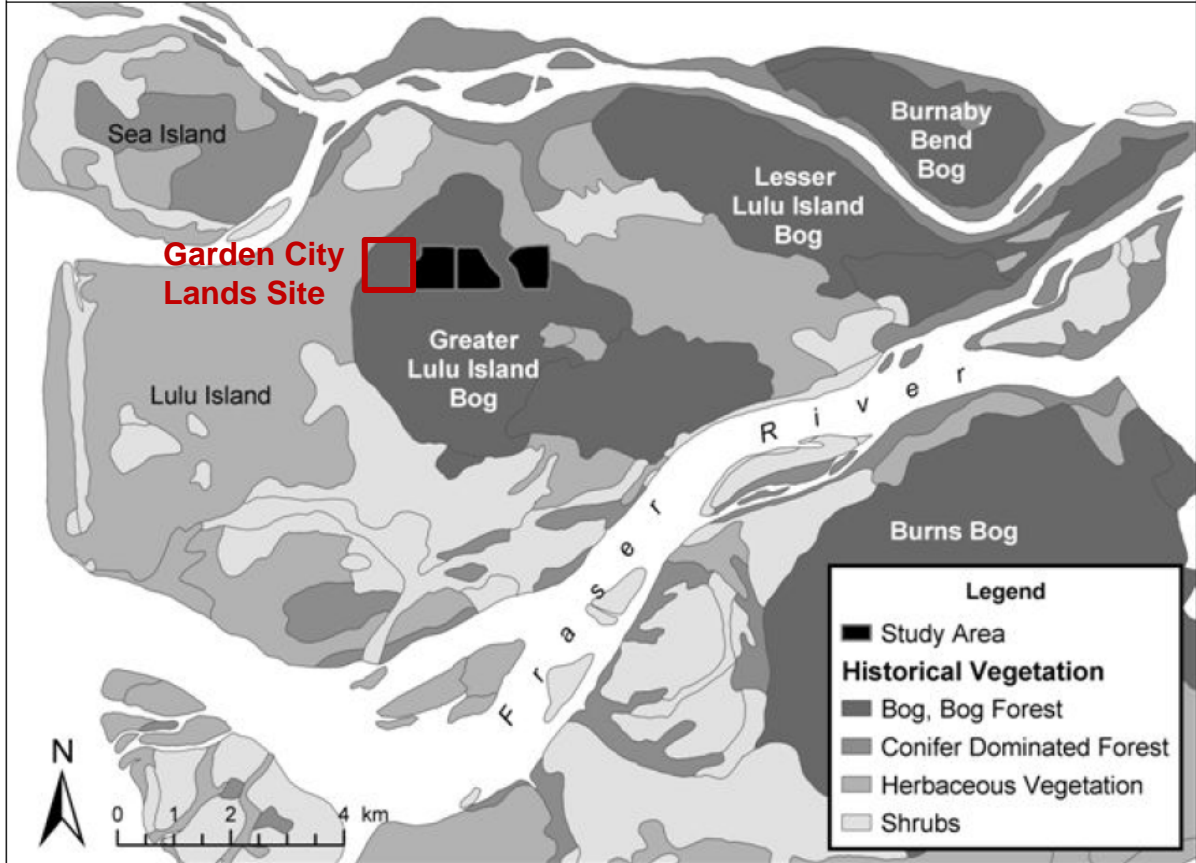 Sea Island
Burnaby
Bend
Bog
Lesser
Lulu Island
Bog
Garden City
Lands Site
Greater
Lulu Island
Bog
Lulu Island
Fraser River
Burns Bog
Legend
Study Area
Historical Vegetation
Bog, Bog Forest
Conifer Dominated Forest
Herbaceous Vegetation
Shrubs
N
0 1 2 4 km